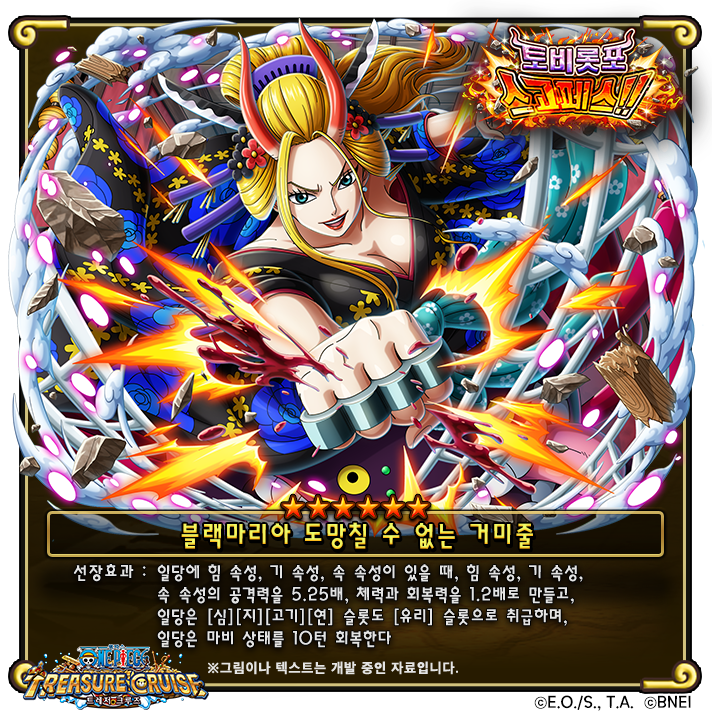 토비롯포
스고페스!!
블랙마리아 도망칠 수 없는 거미줄
선장효과 : 일당에 힘 속성, 기 속성, 속 속성이 있을 때, 힘 속성, 기 속성,
속 속성의 공격력을 5.25배, 체력과 회복력을 1.2배로 만들고,
일당은 [심][지][고기][연] 슬롯도 [유리] 슬롯으로 취급하며,
일당은 마비 상태를 10턴 회복한다
※그림이나 텍스트는 개발 중인 자료입니다.
ONE PIECE
TREASURE CRUISE
트레저 크루즈
©E.O./S., T.A. ©BNEI